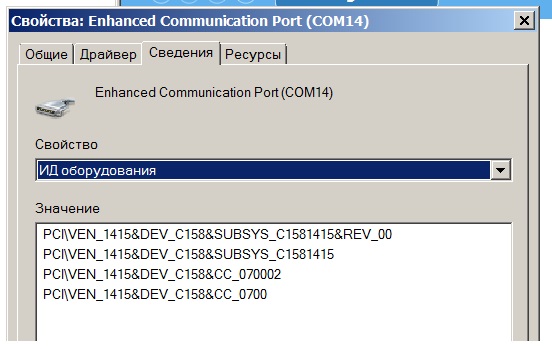 Свойства: Enhanced Communication Port (COM14)
Общие Драйвер Сведения Ресурсы
Enhanced Communication Port (COM14)
Свойство
ИД оборудования
Значение
PCI\VEN_1415&DEV_C158&SUBSYS_C1581415&REV_00
PCI\VEN_1415&DEV_C158&SUBSYS_C1581415
PCI\VEN_1415&DEV_C158&CC_070002
PCI\VEN_1415&DEV_C158&CC_0700